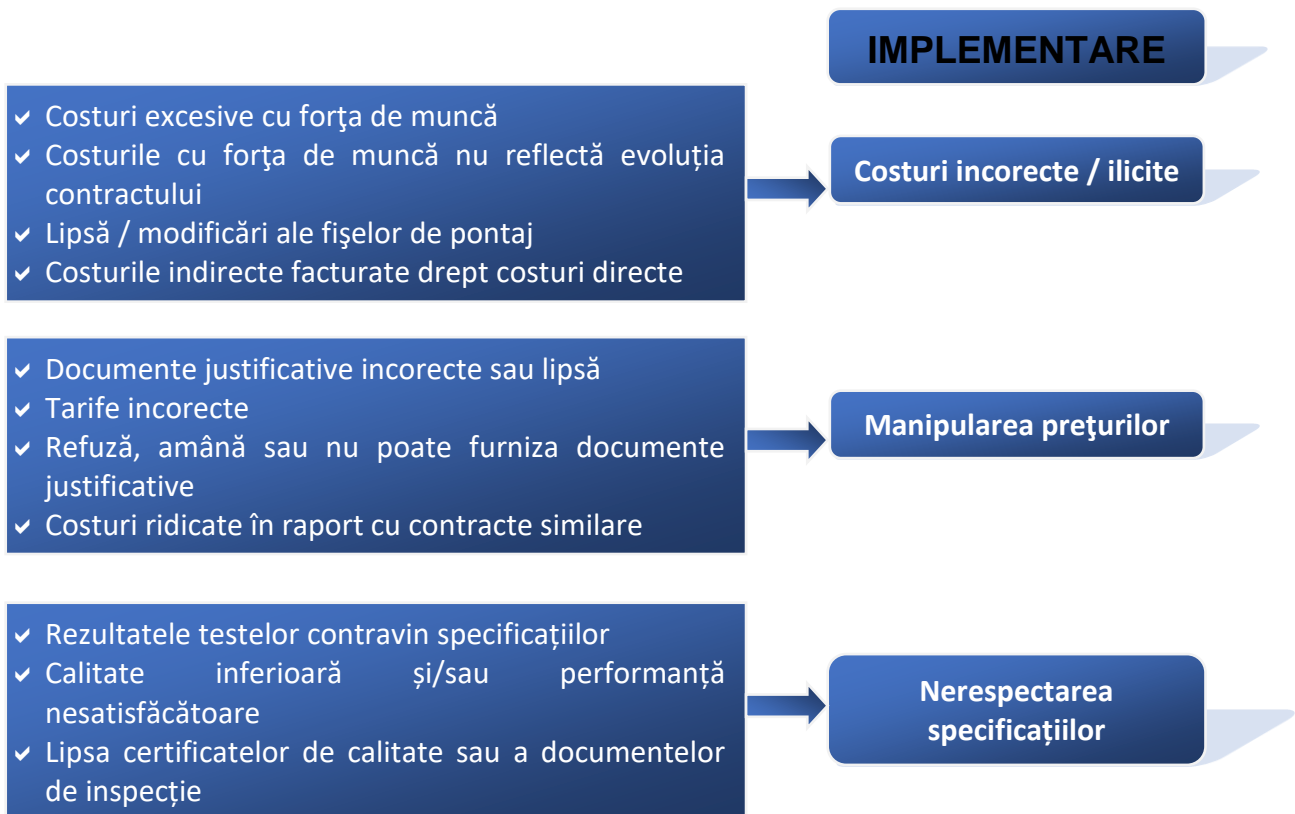 IMPLEMENTARE
✓ Costuri excesive cu forţa de muncă
✓ Costurile cu forţa de muncă nu reflectă evoluția
contractului
✓ Lipsă / modificări ale fişelor de pontaj
✓ Costurile indirecte facturate drept costuri directe
Costuri incorecte / ilicite
✓ Documente justificative incorecte sau lipsă
✓ Tarife incorecte
✓ Refuză, amână sau nu poate furniza documente
justificative
✓ Costuri ridicate în raport cu contracte similare
Manipularea preţurilor
✓ Rezultatele testelor contravin specificațiilor
✓ Calitate inferioară și/sau performanță
nesatisfăcătoare
✓ Lipsa certificatelor de calitate sau a documentelor
de inspecție
Nerespectarea
specificațiilor